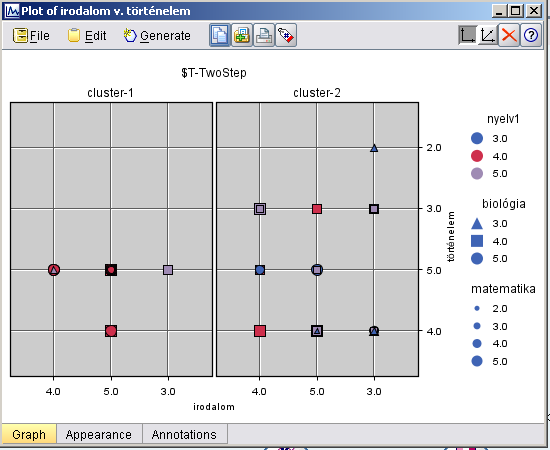 Plot of irodalom v. történelem
File Edit Generate
$T-TwoStep
cluster-1 cluster-2
2.0
3.0
5.0
4.0
történelem
4.0 5.0 3.0 4.0 5.0 3.0
irodalom
nyelv1
3.0
4.0
5.0
biológia
3.0
4.0
5.0
matematika
2.0
3.0
4.0
5.0
Graph Appearance Annotations